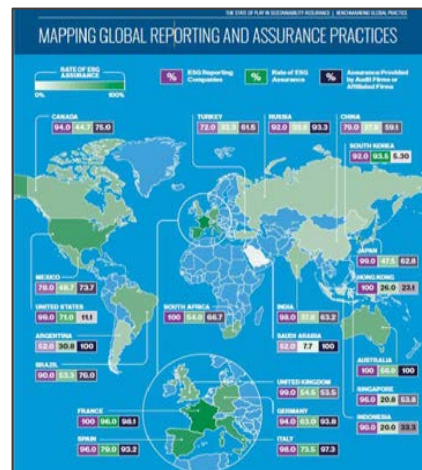 THE STATE OF PLAY IN SUSTAINABILITY ASSURANCE | BENCHMARKING GLOBAL PRACTICE
MAPPING GLOBAL REPORTING AND ASSURANCE PRACTICES
RATE OF ESG
ASSURANCE
0% 100%
% ESG Reporting
Companies
% Rate of ESG
Assurance
% Assurance Provided
by Audit Firms or
Affiliated Firms
CANADA
94.0 44.7 75.0
TURKEY
72.0 33.3 61.5
RUSSIA
92.0 93.3
CHINA
79.0 59.1
SOUTH KOREA
92.0 93.5 5.30
JAPAN
99.0 47.5 62.8
HONG KONG
100 26.0 23.1
MEXICO
78.0 48.7 73.7
UNITED STATES
99.0 71.0 11.1
ARGENTINA
52.0 30.8 100
BRAZIL
90.0 53.3 76.0
SOUTH AFRICA
100 54.0 66.7
INDIA
98.0 63.2
SAUDI ARABIA
52.0 7.7 100
AUSTRALIA
100 100
SINGAPORE
96.0 20.8 53.8
INDONESIA
90.0 20.0 33.3
UNITED KINGDOM
99.0 54.5 53.5
FRANCE
100 96.0 98.1
GERMANY
94.0 63.0 93.8
SPAIN
96.0 79.0 93.2
ITALY
98.0 73.5 97.3